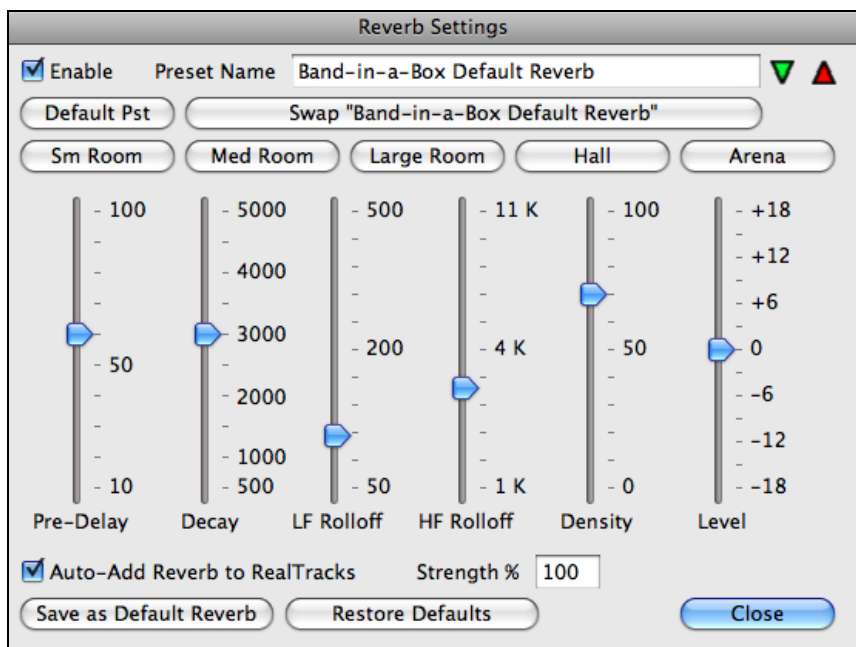 Reverb Settings
Enable Preset Name Band-in-a-Box Default Reverb
Default Pst Swap "Band-in-a-Box Default Reverb"
Sm Room Med Room Large Room Hall Arena
- 100 - 5000 - 500 - 11 K - 100 - +18
- +12
- 4000
- +6
- 3000
50 200 - 4 K - 50 - 0
- 2000
- -6
- -12
- 1000
- 10 - 500 - 50 - 1 K - 0 - -18
Pre-Delay Decay LF Rolloff HF Rolloff Density Level
Auto-Add Reverb to RealTracks Strength % 100
Save as Default Reverb Restore Defaults Close